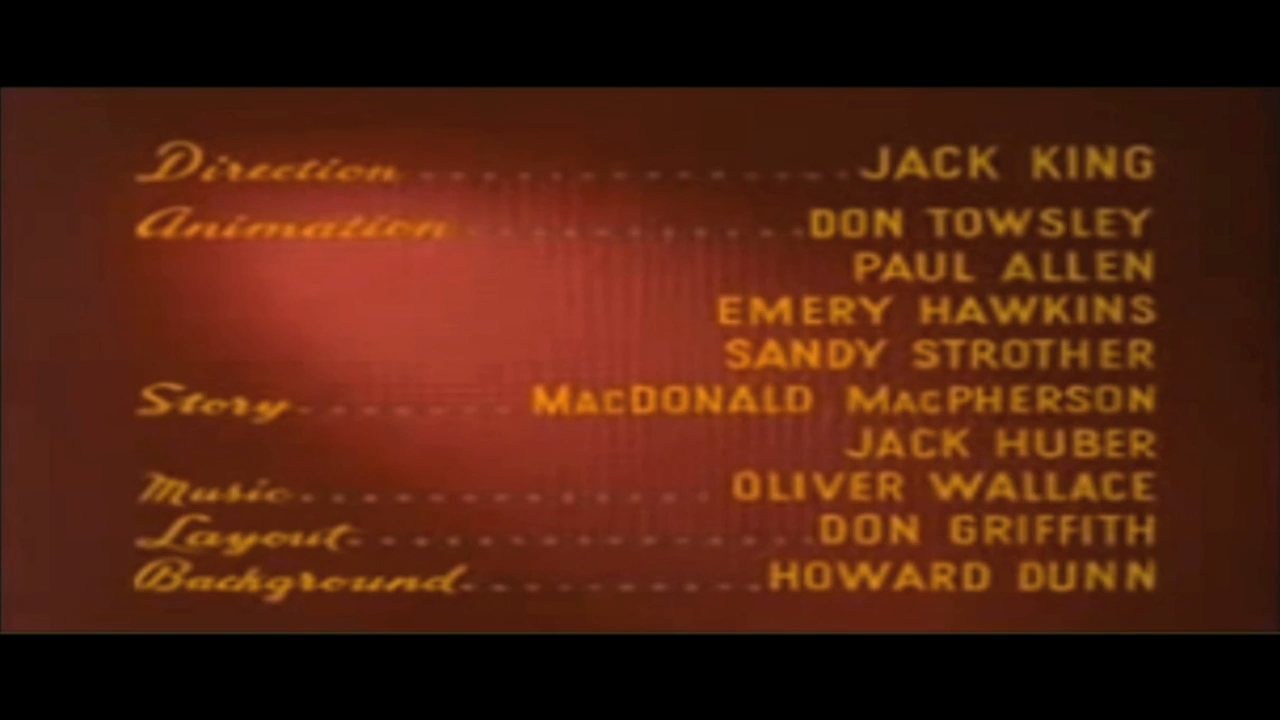 Direction.................JACK KING
Animation.............DON TOWSLEY
PAUL ALLEN
EMERY HAWKINS
SANDY STROTHER
Story........MacDONALD MacPHERSON
JACK HUBER
Music...............OLIVER WALLACE
Layout................DON GRIFFITH
Background...........HOWARD DUNN